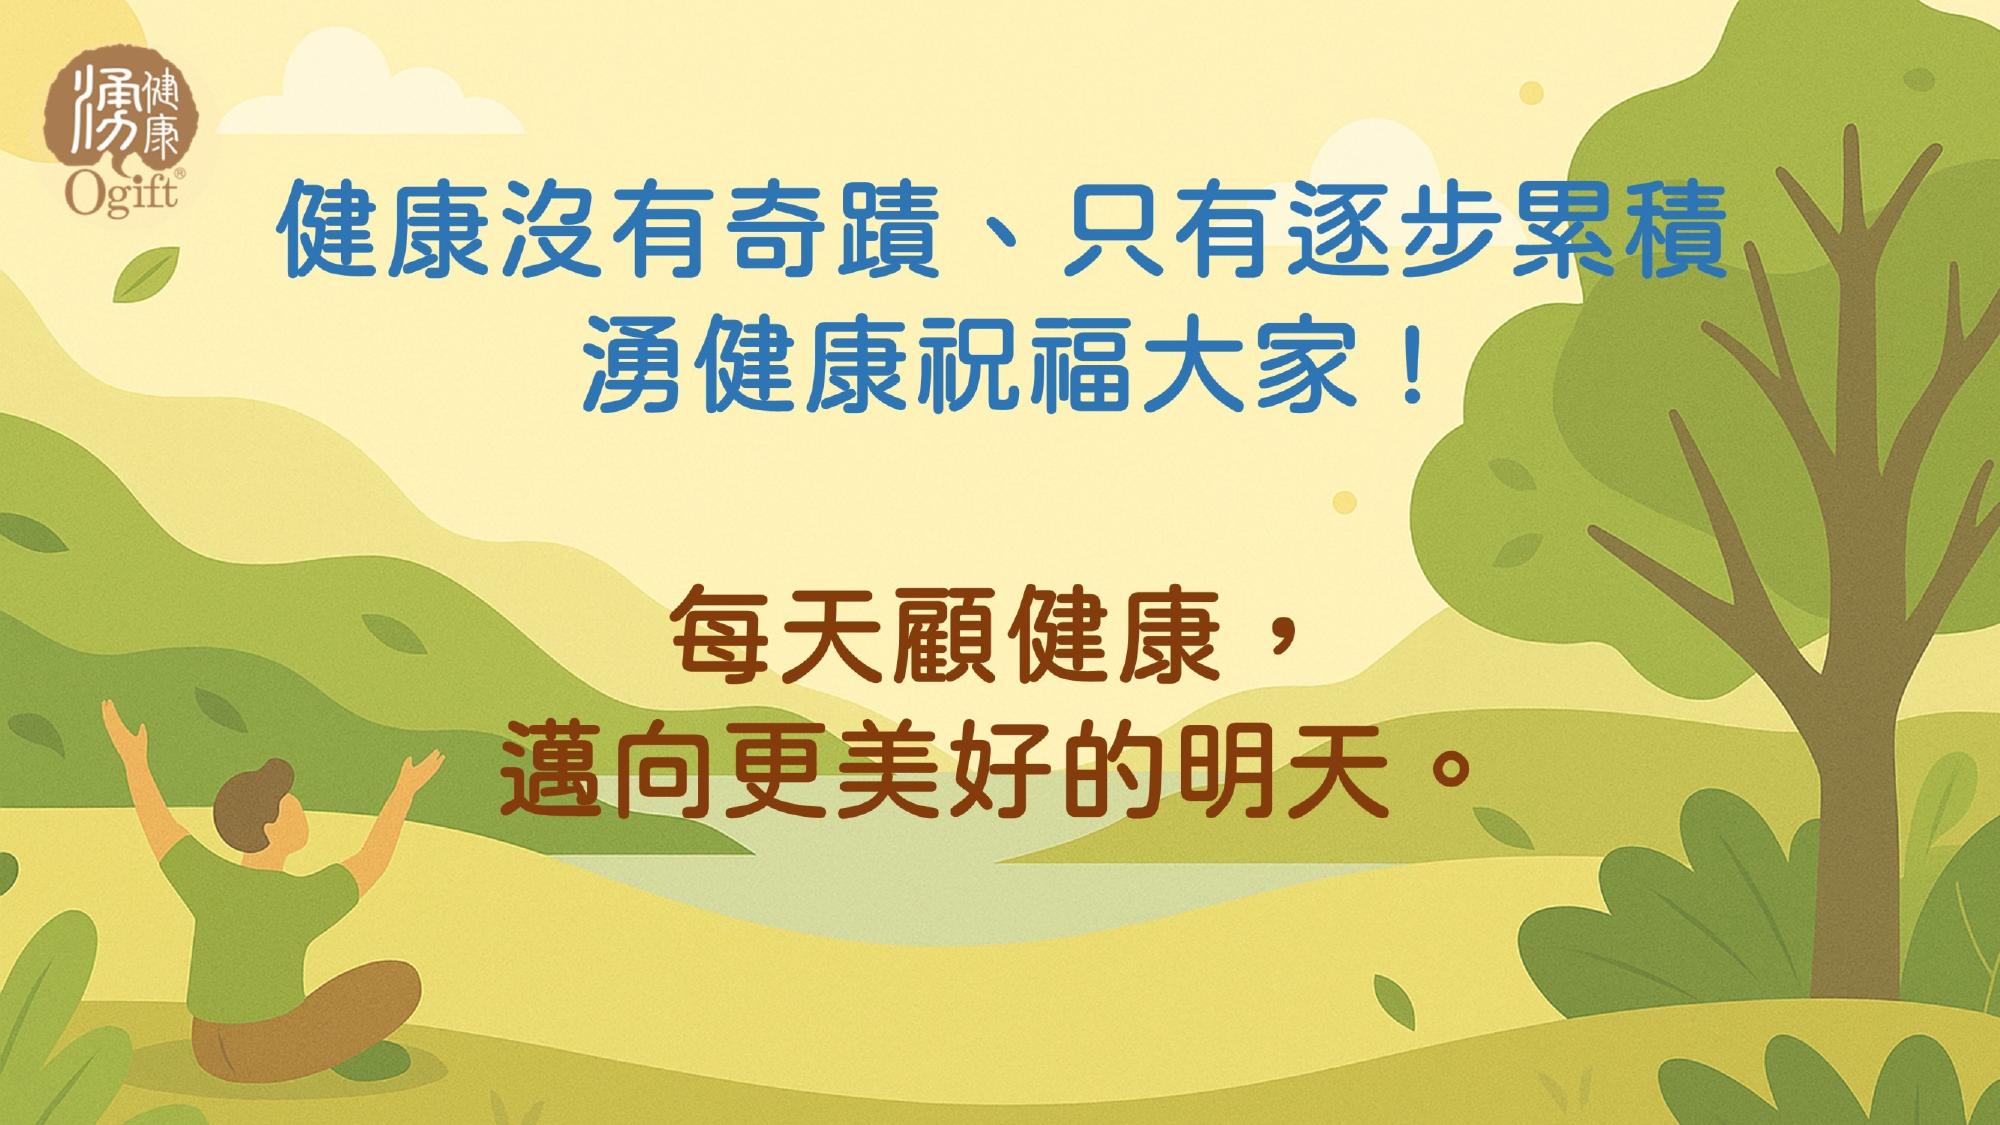 湧健康
Ogift®
健康沒有奇蹟、只有逐步累積
湧健康祝福大家！
每天顧健康，
邁向更美好的明天。